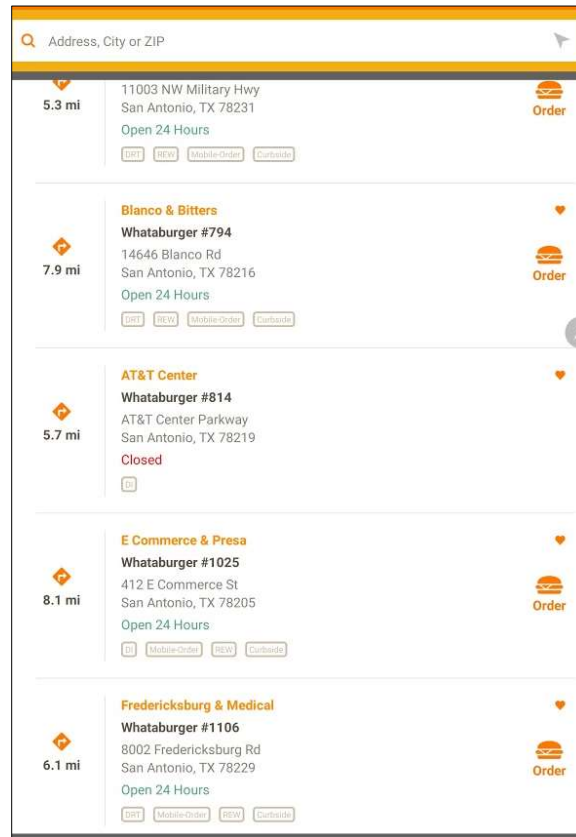 Address, City or ZIP
5.3 mi
11003 NW Military Hwy
San Antonio, TX 78231
Open 24 Hours
DRT REW Mobile-Order Curbside
Order
Blanco & Bitters
Whataburger #794
14646 Blanco Rd
San Antonio, TX 78216
Open 24 Hours
DRT REW Mobile-Order Curbside
7.9 mi
Order
AT&T Center
Whataburger #814
AT&T Center Parkway
San Antonio, TX 78219
Closed
DI
5.7 mi
E Commerce & Presa
Whataburger #1025
412 E Commerce St
San Antonio, TX 78205
Open 24 Hours
DI Mobile-Order REW Curbside
8.1 mi
Order
Fredericksburg & Medical
Whataburger #1106
8002 Fredericksburg Rd
San Antonio, TX 78229
Open 24 Hours
DRT Mobile-Order REW Curbside
6.1 mi
Order